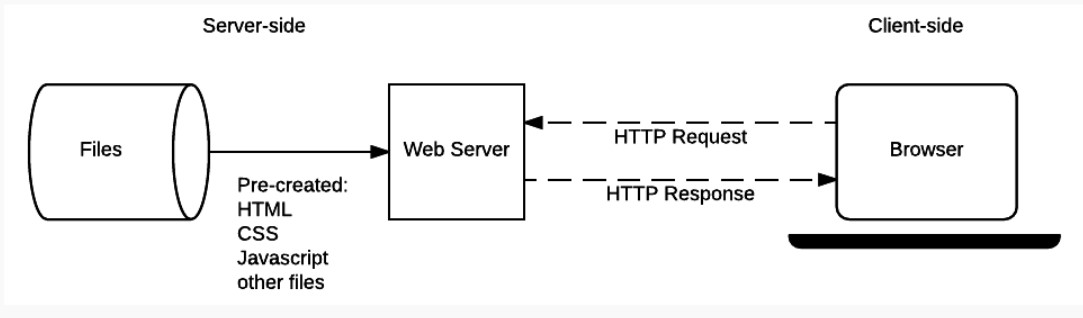 Server-side
Client-side
Files
Web Server
Browser
HTTP Request
HTTP Response
Pre-created:
HTML
CSS
Javascript
other files